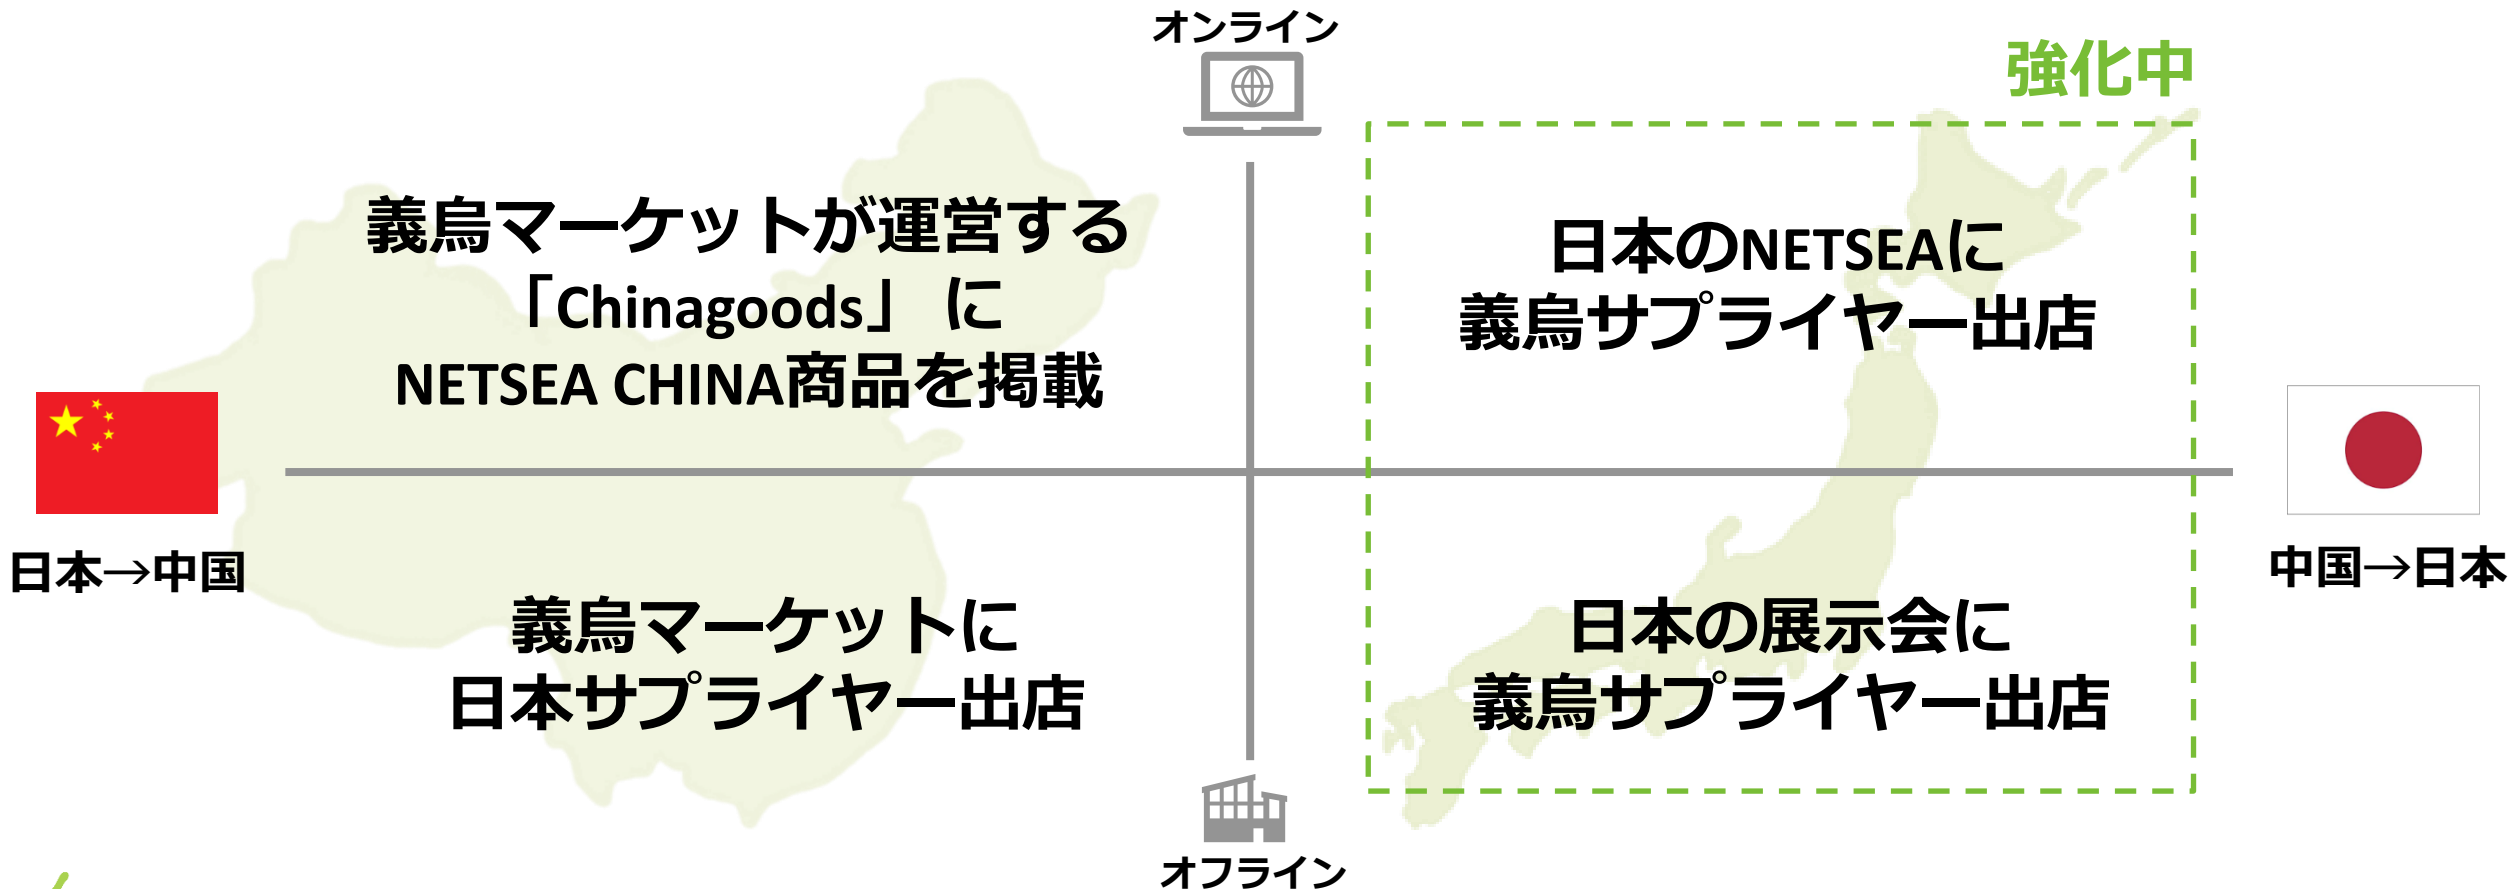 オンライン
強化中
義烏マーケットが運営する
「Chinagoods」に
NETSEA CHINA商品を掲載
日本のNETSEAに
義烏サプライヤー出店
日本→中国
中国→日本
義烏マーケットに
日本サプライヤー出店
日本の展示会に
義烏サプライヤー出店
オフライン